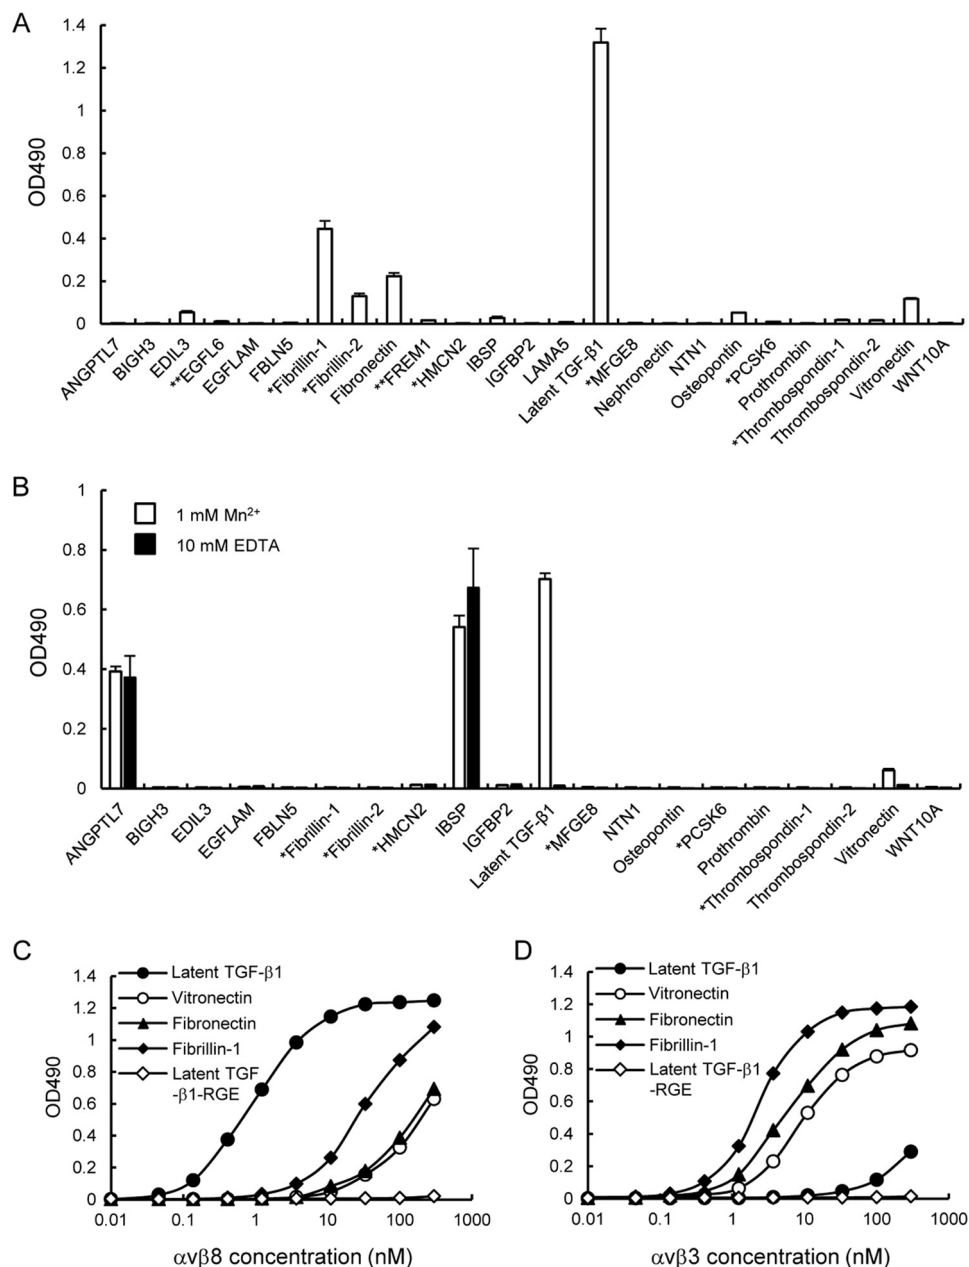 A
1.4
1.2
1
0.8
0.6
0.4
0.2
0
OD490
ANGPTL7
BIGH3
EDIL3
**EGFL6
EGFLAM
FBLN5
*Fibrillin-1
*Fibrillin-2
Fibronectin
**FREM1
*HMCN2
IBSP
IGFBP2
LAMA5
Latent TGF-β1
*MFGE8
Nephronectin
NTN1
Osteopontin
*PCSK6
Prothrombin
*Thrombospondin-1
Thrombospondin-2
Vitronectin
WNT10A
B
1
0.8
0.6
0.4
0.2
0
OD490
1 mM Mn²⁺
10 mM EDTA
ANGPTL7
BIGH3
EDIL3
EGFLAM
FBLN5
*Fibrillin-1
*Fibrillin-2
*HMCN2
IBSP
IGFBP2
Latent TGF-β1
*MFGE8
NTN1
Osteopontin
*PCSK6
Prothrombin
*Thrombospondin-1
Thrombospondin-2
Vitronectin
WNT10A
C
1.4
1.2
1
0.8
0.6
0.4
0.2
0
OD490
Latent TGF-β1
Vitronectin
Fibronectin
Fibrillin-1
Latent TGF
-β1-RGE
0.01 0.1 1 10 100 1000
αvβ8 concentration (nM)
D
1.4
1.2
1
0.8
0.6
0.4
0.2
0
OD490
Latent TGF-β1
Vitronectin
Fibronectin
Fibrillin-1
Latent TGF-β1
-RGE
0.01 0.1 1 10 100 1000
αvβ3 concentration (nM)